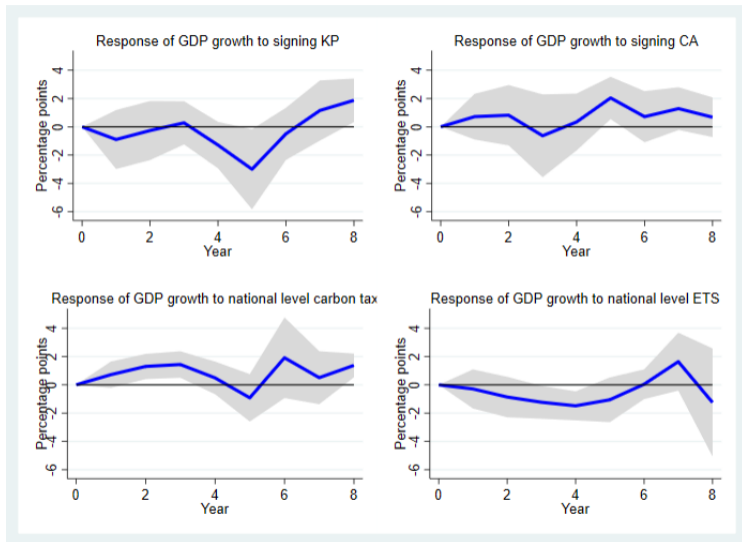 Response of GDP growth to signing KP
Percentage points
4
2
0
-2
-4
-6
0 2 4 6 8
Year
Response of GDP growth to signing CA
Percentage points
4
2
0
-2
-4
-6
0 2 4 6 8
Year
Response of GDP growth to national level carbon tax
Percentage points
4
2
0
-2
-4
-6
0 2 4 6 8
Year
Response of GDP growth to national level ETS
Percentage points
4
2
0
-2
-4
-6
0 2 4 6 8
Year